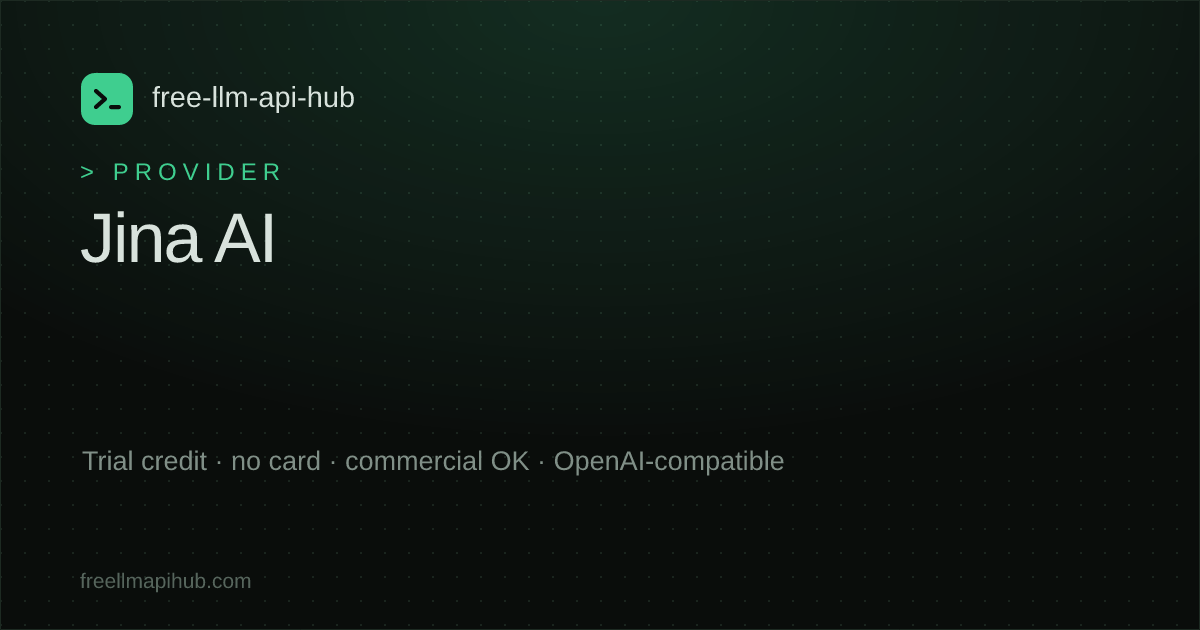 free-llm-api-hub
> PROVIDER
Jina AI
Trial credit · no card · commercial OK · OpenAI-compatible
freellmapihub.com